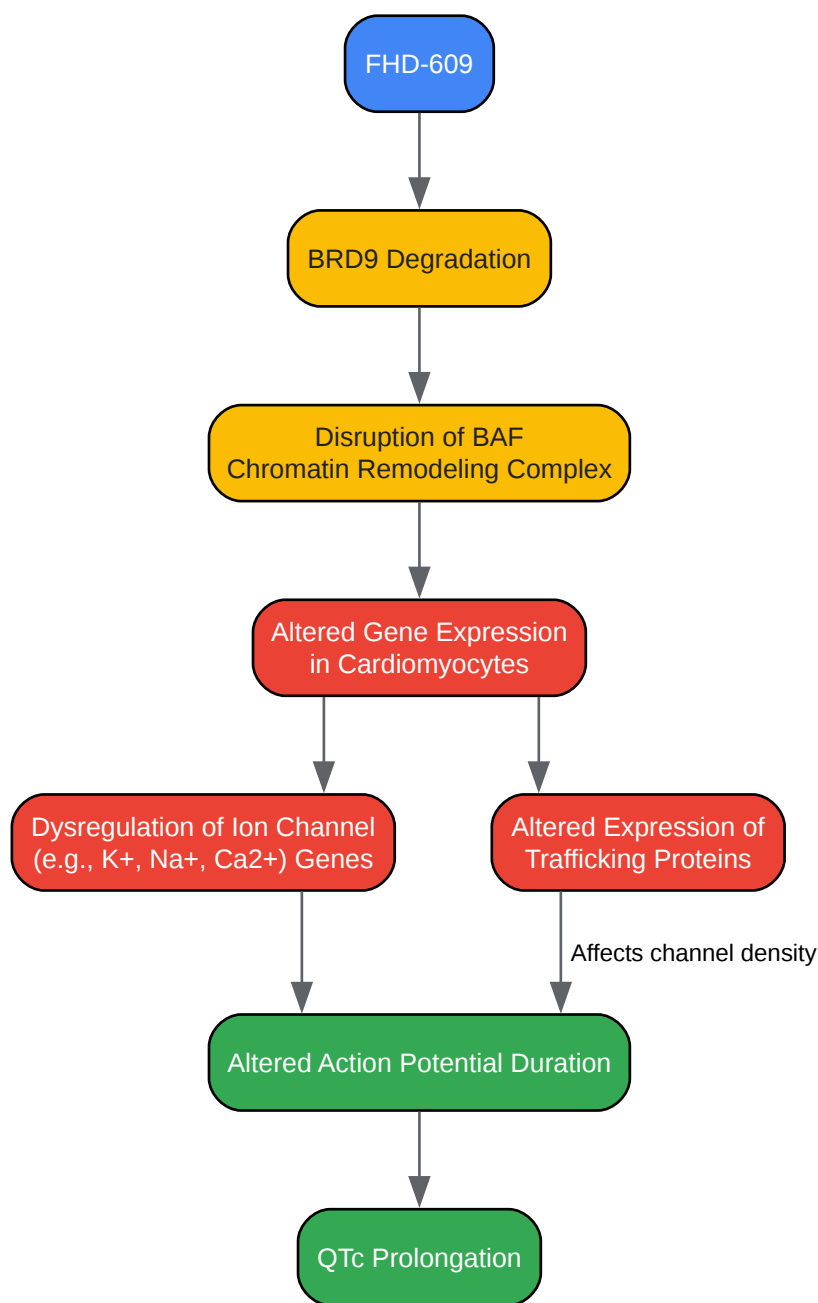 FHD-609
BRD9 Degradation
Disruption of BAF
Chromatin Remodeling Complex
Altered Gene Expression
in Cardiomyocytes
Dysregulation of Ion Channel
(e.g., K+, Na+, Ca2+) Genes
Altered Expression of
Trafficking Proteins
Affects channel density
Altered Action Potential Duration
QTc Prolongation